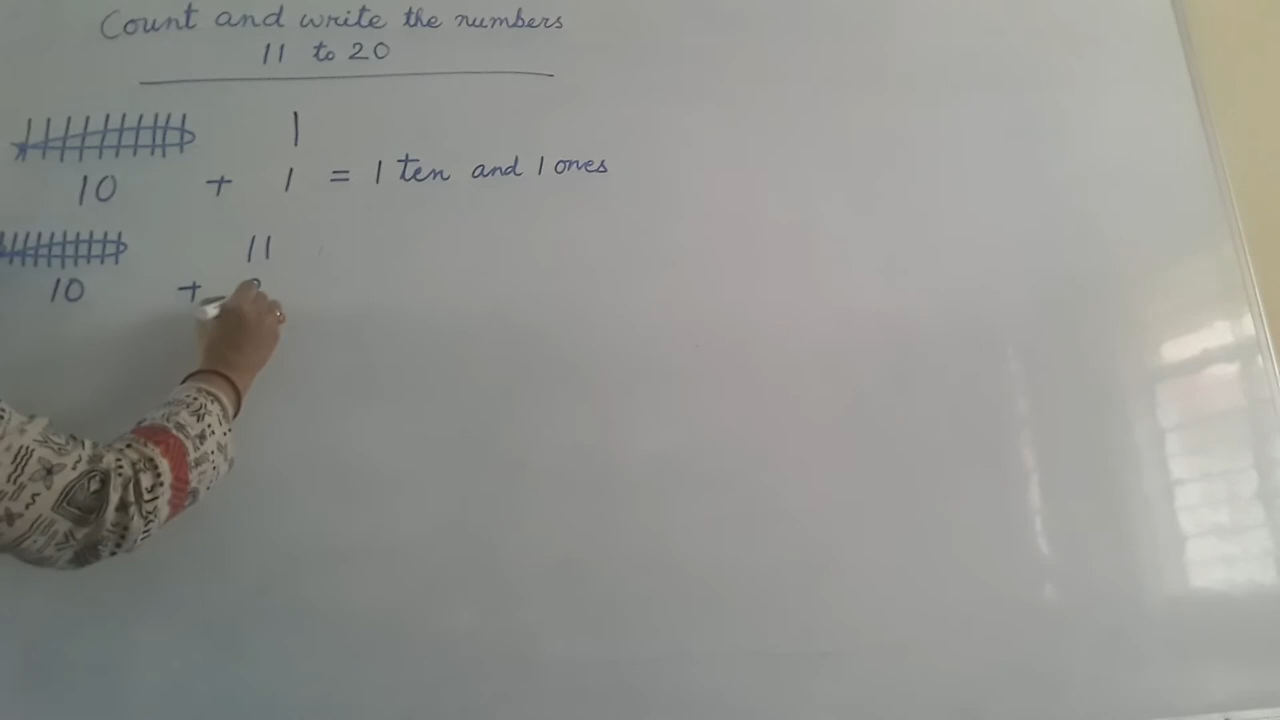 Count and write the numbers
11 to 20
1
10 + 1 = 1 ten and 1 ones
11
10 +